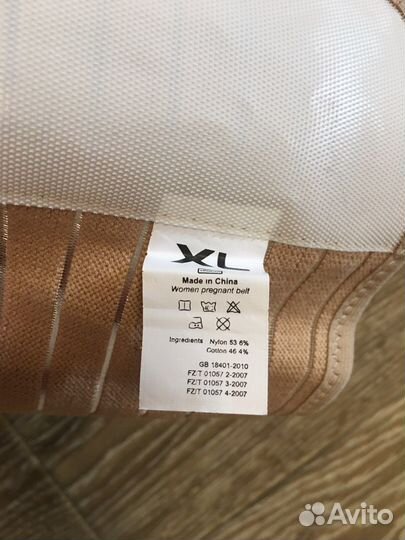 XL
Made in China
Women pregnant belt
Ingredients Nylon 53.6%
Cotton 46.4%
GB 18401-2010
FZ/T 01057 2-2007
FZ/T 01057 3-2007
FZ/T 01057 4-2007
Avito